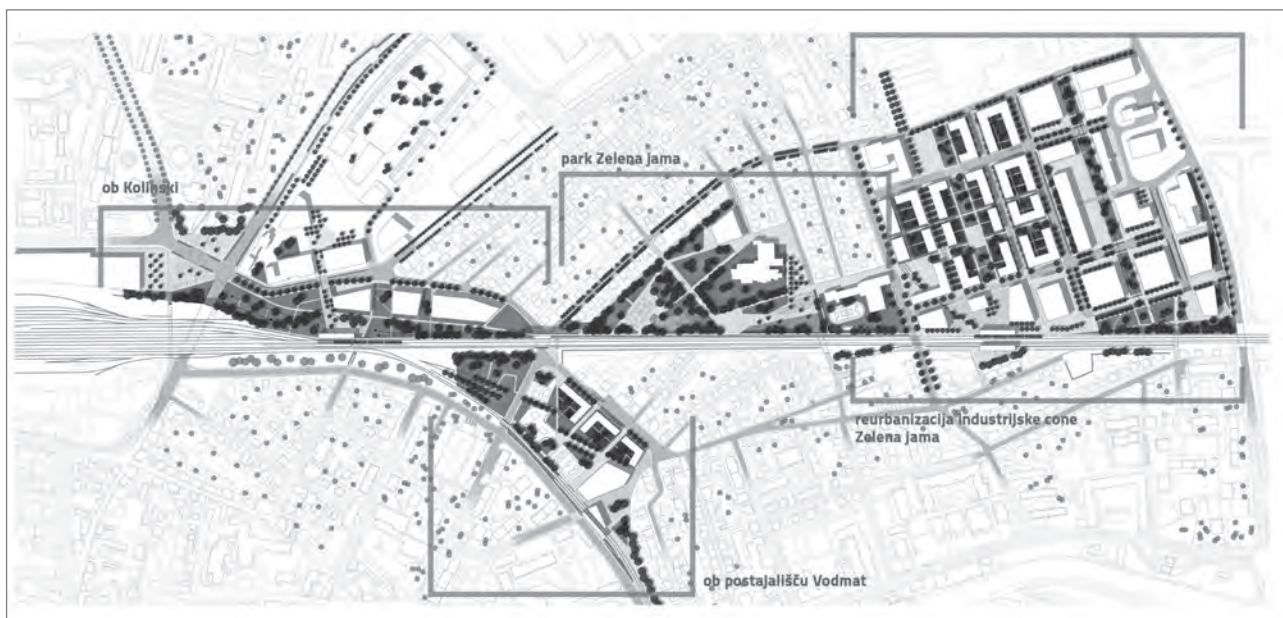 ob Kolinski
park Zelena jama
reurbanizacija industrijske cone
Zelena jama
ob postajališču Vodmat